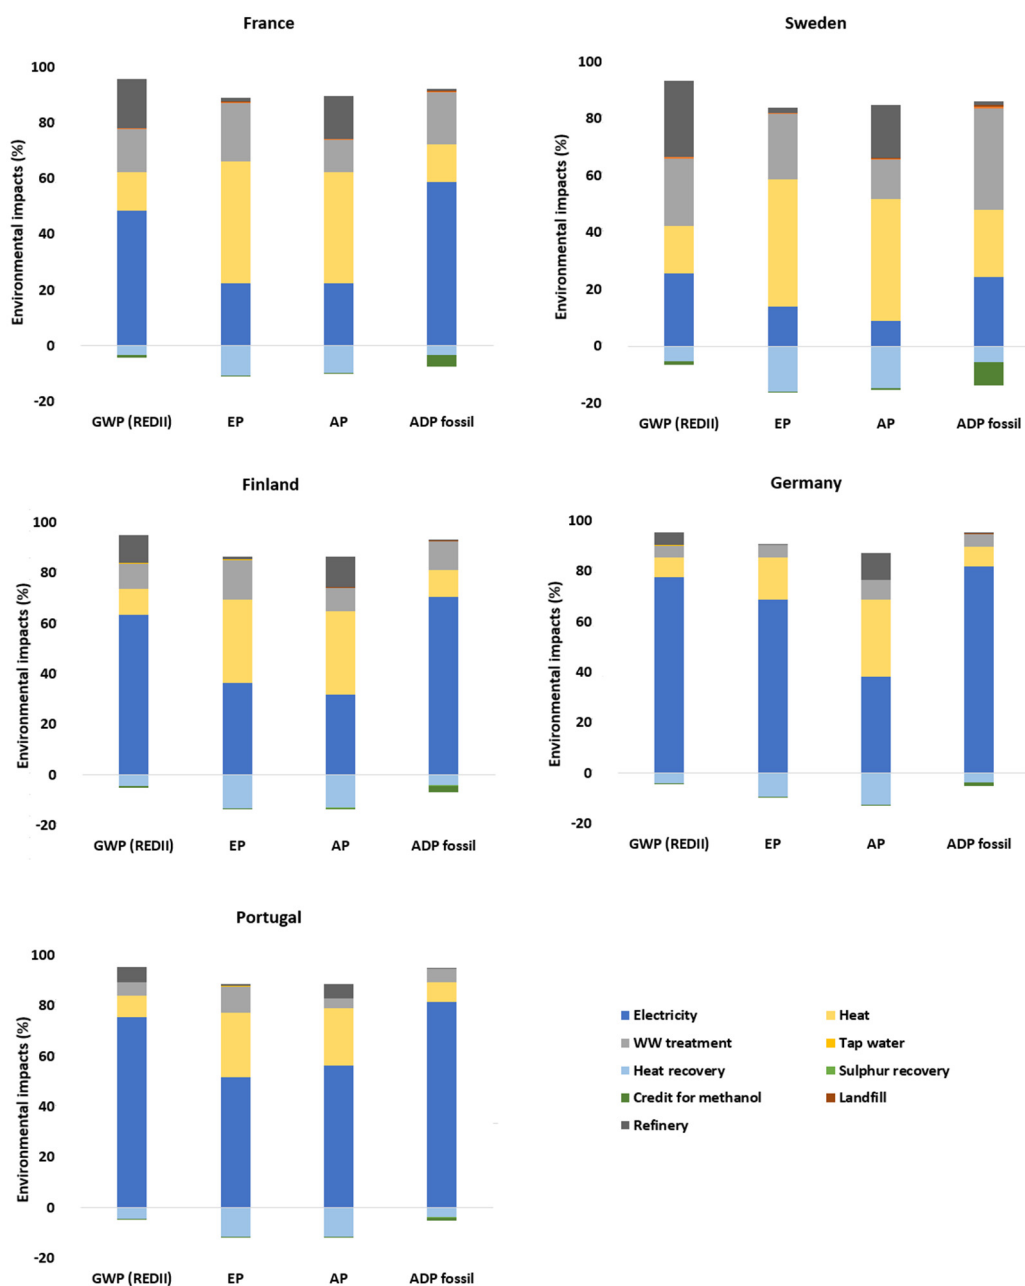 France
Environmental impacts (%)
100
80
60
40
20
0
-20
GWP (REDII) EP AP ADP fossil
Sweden
Environmental impacts (%)
100
80
60
40
20
0
-20
GWP (REDII) EP AP ADP fossil
Finland
Environmental impacts (%)
100
80
60
40
20
0
-20
GWP (REDII) EP AP ADP fossil
Germany
Environmental impacts (%)
100
80
60
40
20
0
-20
GWP (REDII) EP AP ADP fossil
Portugal
Environmental impacts (%)
100
80
60
40
20
0
-20
GWP (REDII) EP AP ADP fossil
Electricity Heat
WW treatment Tap water
Heat recovery Sulphur recovery
Credit for methanol Landfill
Refinery